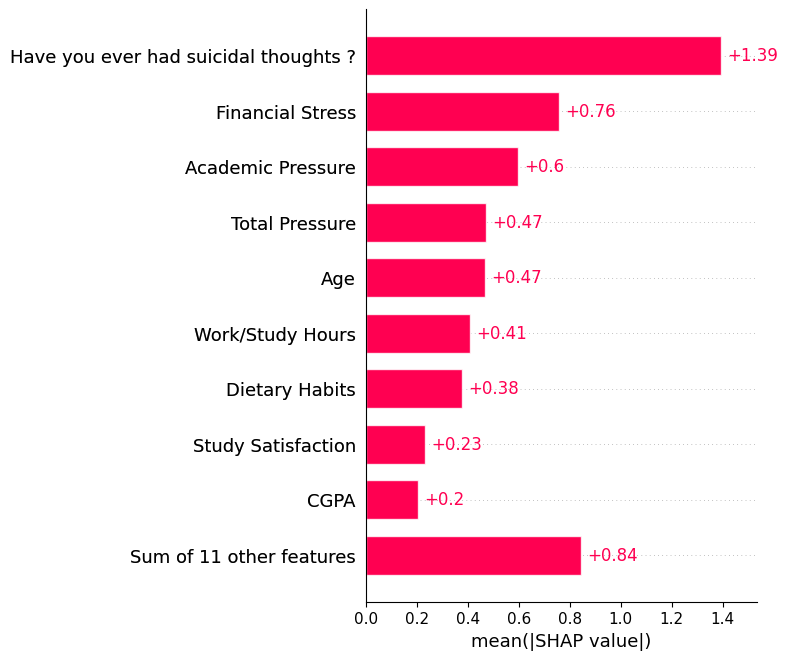 Have you ever had suicidal thoughts ? +1.39
Financial Stress +0.76
Academic Pressure +0.6
Total Pressure +0.47
Age +0.47
Work/Study Hours +0.41
Dietary Habits +0.38
Study Satisfaction +0.23
CGPA +0.2
Sum of 11 other features +0.84
0.0 0.2 0.4 0.6 0.8 1.0 1.2 1.4
mean(|SHAP value|)